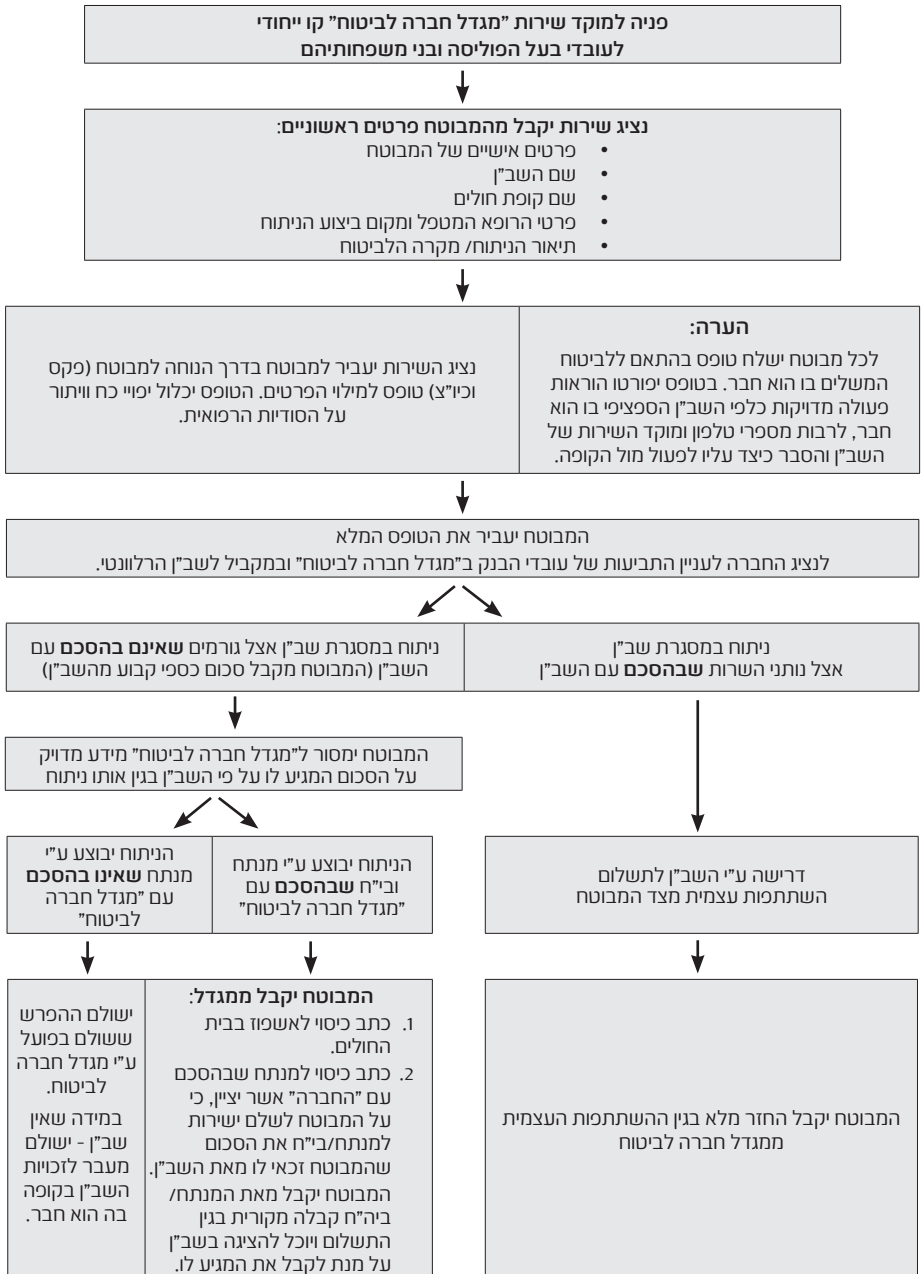 פניה למוקד שירות "מגדל חברה לביטוח" קו ייחודי
לעובדי בעל הפוליסה ובני משפחותיהם
נציג שירות יקבל מהמבוטח פרטים ראשוניים:
• פרטים אישיים של המבוטח
• שם השב"ן
• שם קופת חולים
• פרטי הרופא המטפל ומקום ביצוע הניתוח
• תיאור הניתוח/ מקרה הלביטוח
הערה:
לכל מבוטח ישלח טופס בהתאם ללביטוח
המשלים בו הוא חבר. בטופס יפורטו הוראות
פעולה מדויקות כלפי השב"ן הספציפי בו הוא
חבר, לרבות מספרי טלפון ומוקד השירות של
השב"ן והסבר כיצד עליו לפעול מול הקופה.
נציג השירות יעביר למבוטח בדרך הנוחה למבוטח (פקס
וכיו"צ) טופס למילוי הפרטים. הטופס יכלול יפויי כח וויתור
על הסודיות הרפואית.
המבוטח יעביר את הטופס המלא
לנציג החברה לעניין התביעות של עובדי הבנק ב"מגדל חברה לביטוח" ובמקביל לשב"ן הרלוונטי.
ניתוח במסגרת שב"ן
אצל נותני השרות שבהסכם עם השב"ן
ניתוח במסגרת שב"ן אצל גורמים שאינם בהסכם עם
השב"ן (המבוטח מקבל סכום כספי קבוע מהשב"ן)
המבוטח ימסור ל"מגדל חברה לביטוח" מידע מדויק
על הסכום המגיע לו על פי השב"ן בגין אותו ניתוח
דרישה ע"י השב"ן לתשלום
השתתפות עצמית מצד המבוטח
הניתוח יבוצע ע"י מנתח
ובי"ח שבהסכם עם
"מגדל חברה לביטוח"
הניתוח יבוצע ע"י
מנתח שאינו בהסכם
עם "מגדל חברה
לביטוח"
המבוטח יקבל החזר מלא בגין ההשתתפות העצמית
ממגדל חברה לביטוח
המבוטח יקבל ממגדל:
1. כתב כיסוי לאשפוז בבית
החולים.
2. כתב כיסוי למנתח שבהסכם
עם "החברה" אשר יציין, כי
על המבוטח לשלם ישירות
למנתח/בי"ח את הסכום
שהמבוטח זכאי לו מאת השב"ן.
המבוטח יקבל מאת המנתח/
ביה"ח קבלה מקורית בגין
התשלום ויוכל להציגה בשב"ן
על מנת לקבל את המגיע לו.
ישולם ההפרש
ששולם בפועל
ע"י מגדל חברה
לביטוח.
במידה שאין
שב"ן - ישולם
מעבר לזכויות
השב"ן בקופה
בה הוא חבר.